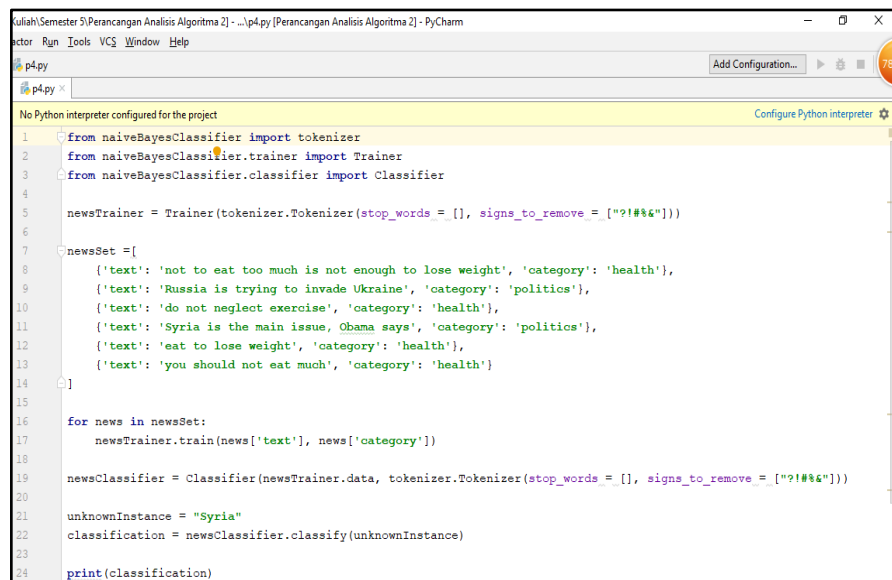 Kuliah\Semester 5\Perancangan Analisis Algoritma 2] - ...\p4.py [Perancangan Analisis Algoritma 2] - PyCharm
actor Run Tools VCS Window Help
p4.py
Add Configuration...
78
p4.py
No Python interpreter configured for the project
Configure Python interpreter
1 from naiveBayesClassifier import tokenizer
2 from naiveBayesClassifier.trainer import Trainer
3 from naiveBayesClassifier.classifier import Classifier
4
5 newsTrainer = Trainer(tokenizer.Tokenizer(stop_words = [], signs_to_remove = ["?!#%&"]))
6
7 newsSet =[
8 {'text': 'not to eat too much is not enough to lose weight', 'category': 'health'},
9 {'text': 'Russia is trying to invade Ukraine', 'category': 'politics'},
10 {'text': 'do not neglect exercise', 'category': 'health'},
11 {'text': 'Syria is the main issue, Obama says', 'category': 'politics'},
12 {'text': 'eat to lose weight', 'category': 'health'},
13 {'text': 'you should not eat much', 'category': 'health'}
14 ]
15
16 for news in newsSet:
17 newsTrainer.train(news['text'], news['category'])
18
19 newsClassifier = Classifier(newsTrainer.data, tokenizer.Tokenizer(stop_words = [], signs_to_remove = ["?!#%&"]))
20
21 unknownInstance = "Syria"
22 classification = newsClassifier.classify(unknownInstance)
23
24 print(classification)